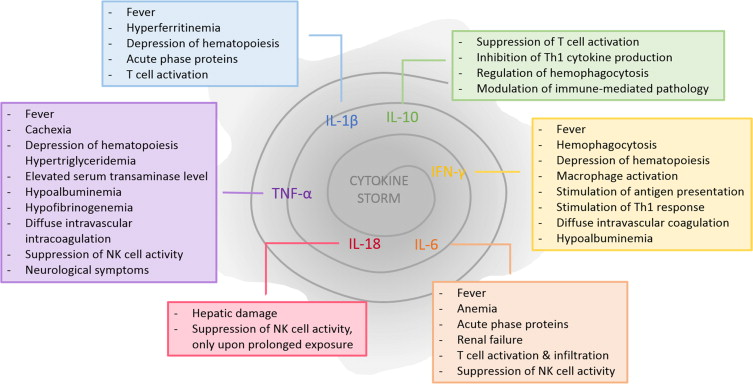 - Fever
- Hyperferritinemia
- Depression of hematopoiesis
- Acute phase proteins
- T cell activation
- Suppression of T cell activation
- Inhibition of Th1 cytokine production
- Regulation of hemophagocytosis
- Modulation of immune-mediated pathology
IL-1β
IL-10
- Fever
- Cachexia
- Depression of hematopoiesis
Hypertriglyceridemia
- Elevated serum transaminase level
- Hypoalbuminemia
- Hypofibrinogenemia
- Diffuse intravascular
intracoagulation
- Suppression of NK cell activity
- Neurological symptoms
TNF-α
CYTOKINE
STORM
IFN-γ
- Fever
- Hemophagocytosis
- Depression of hematopoiesis
- Macrophage activation
- Stimulation of antigen presentation
- Stimulation of Th1 response
- Diffuse intravascular coagulation
- Hypoalbuminemia
IL-18
IL-6
- Hepatic damage
- Suppression of NK cell activity,
only upon prolonged exposure
- Fever
- Anemia
- Acute phase proteins
- Renal failure
- T cell activation & infiltration
- Suppression of NK cell activity